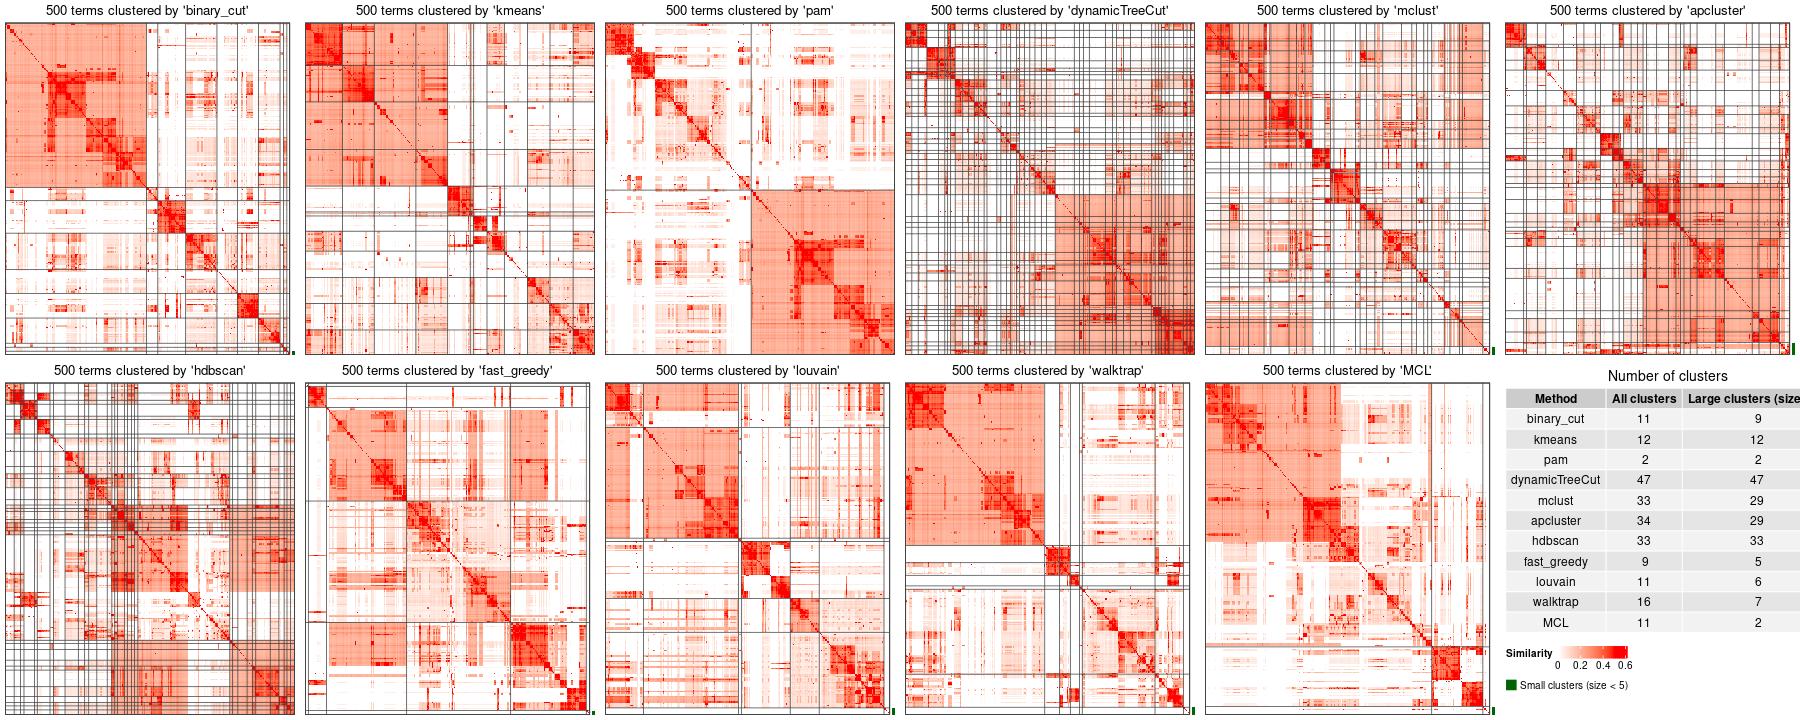 500 terms clustered by 'binary_cut'
500 terms clustered by 'kmeans'
500 terms clustered by 'pam'
500 terms clustered by 'dynamicTreeCut'
500 terms clustered by 'mclust'
500 terms clustered by 'apcluster'
500 terms clustered by 'hdbscan'
500 terms clustered by 'fast_greedy'
500 terms clustered by 'louvain'
500 terms clustered by 'walktrap'
500 terms clustered by 'MCL'
Number of clusters
Method All clusters Large clusters (size
binary_cut 11 9
kmeans 12 12
pam 2 2
dynamicTreeCut 47 47
mclust 33 29
apcluster 34 29
hdbscan 33 33
fast_greedy 9 5
louvain 11 6
walktrap 16 7
MCL 11 2
Similarity
0 0.2 0.4 0.6
Small clusters (size < 5)